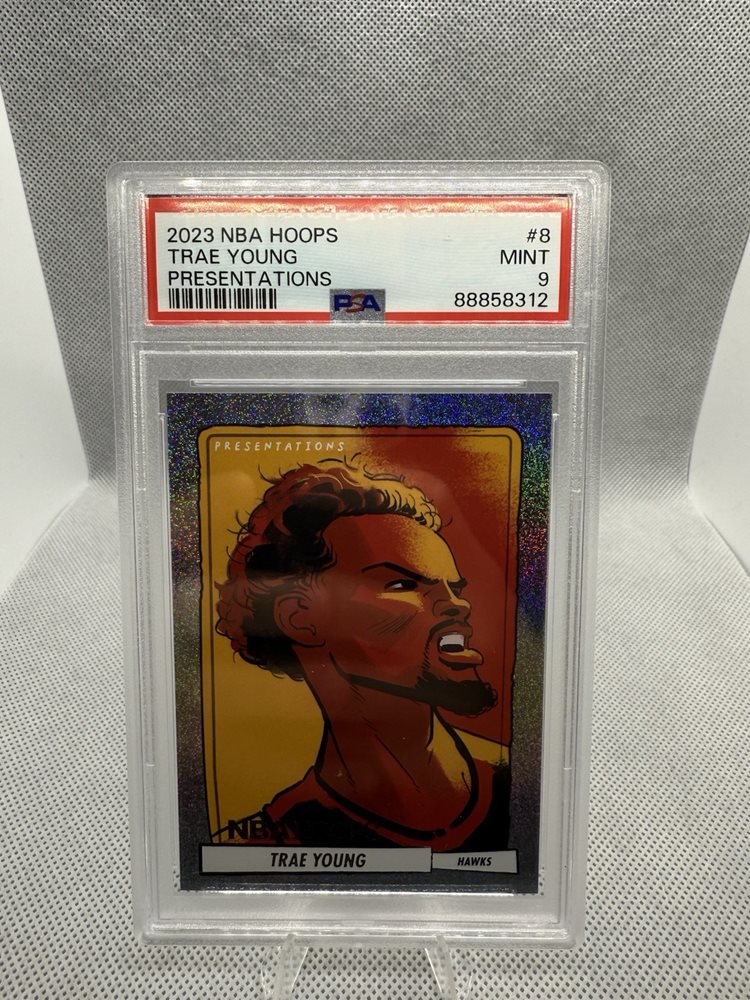 2023 NBA HOOPS #8
TRAE YOUNG MINT
PRESENTATIONS 9
PSA 88858312
PRESENTATIONS
NBA
TRAE YOUNG
HAWKS